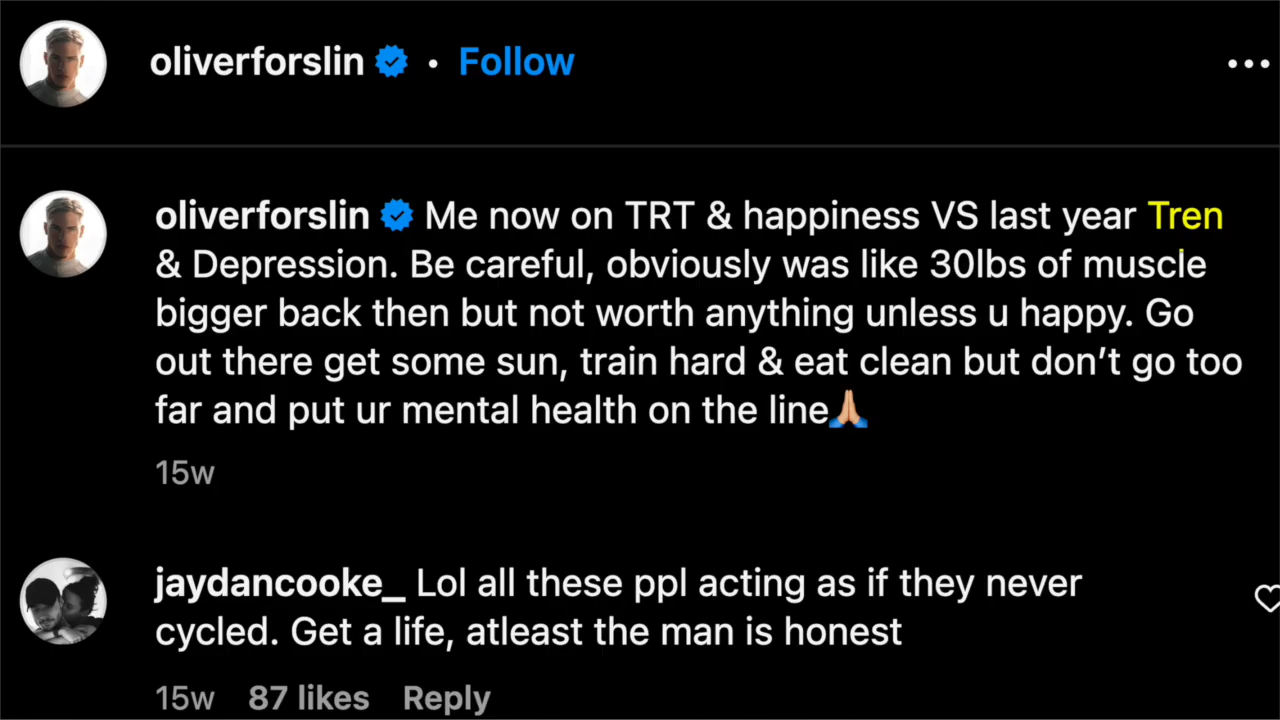 oliverforslin • Follow
oliverforslin Me now on TRT & happiness VS last year Tren
& Depression. Be careful, obviously was like 30lbs of muscle
bigger back then but not worth anything unless u happy. Go
out there get some sun, train hard & eat clean but don’t go too
far and put ur mental health on the line🙏🏼
15w
jaydancooke_ Lol all these ppl acting as if they never
cycled. Get a life, atleast the man is honest
15w 87 likes Reply